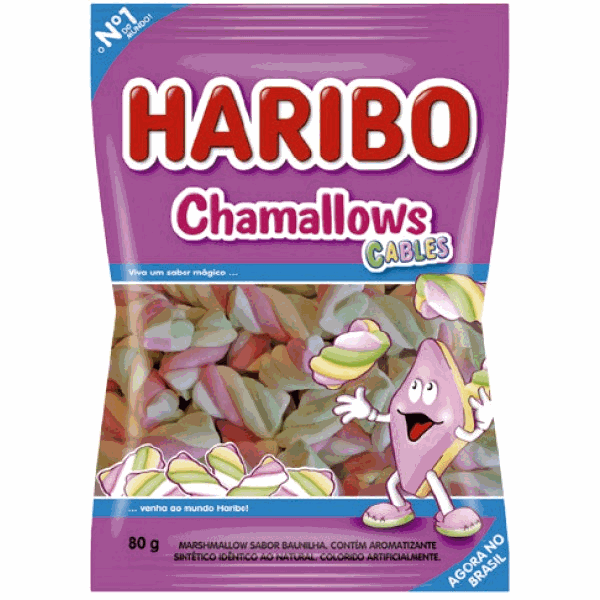 O Nº1
DO MUNDO!
HARIBO
Chamallows
CABLES
Viva um sabor mágico ...
... venha ao mundo Haribo!
80 g
MARSHMALLOW SABOR BAUNILHA, CONTÉM AROMATIZANTE
SINTÉTICO IDÊNTICO AO NATURAL. COLORIDO ARTIFICIALMENTE.
AGORA NO
BRASIL